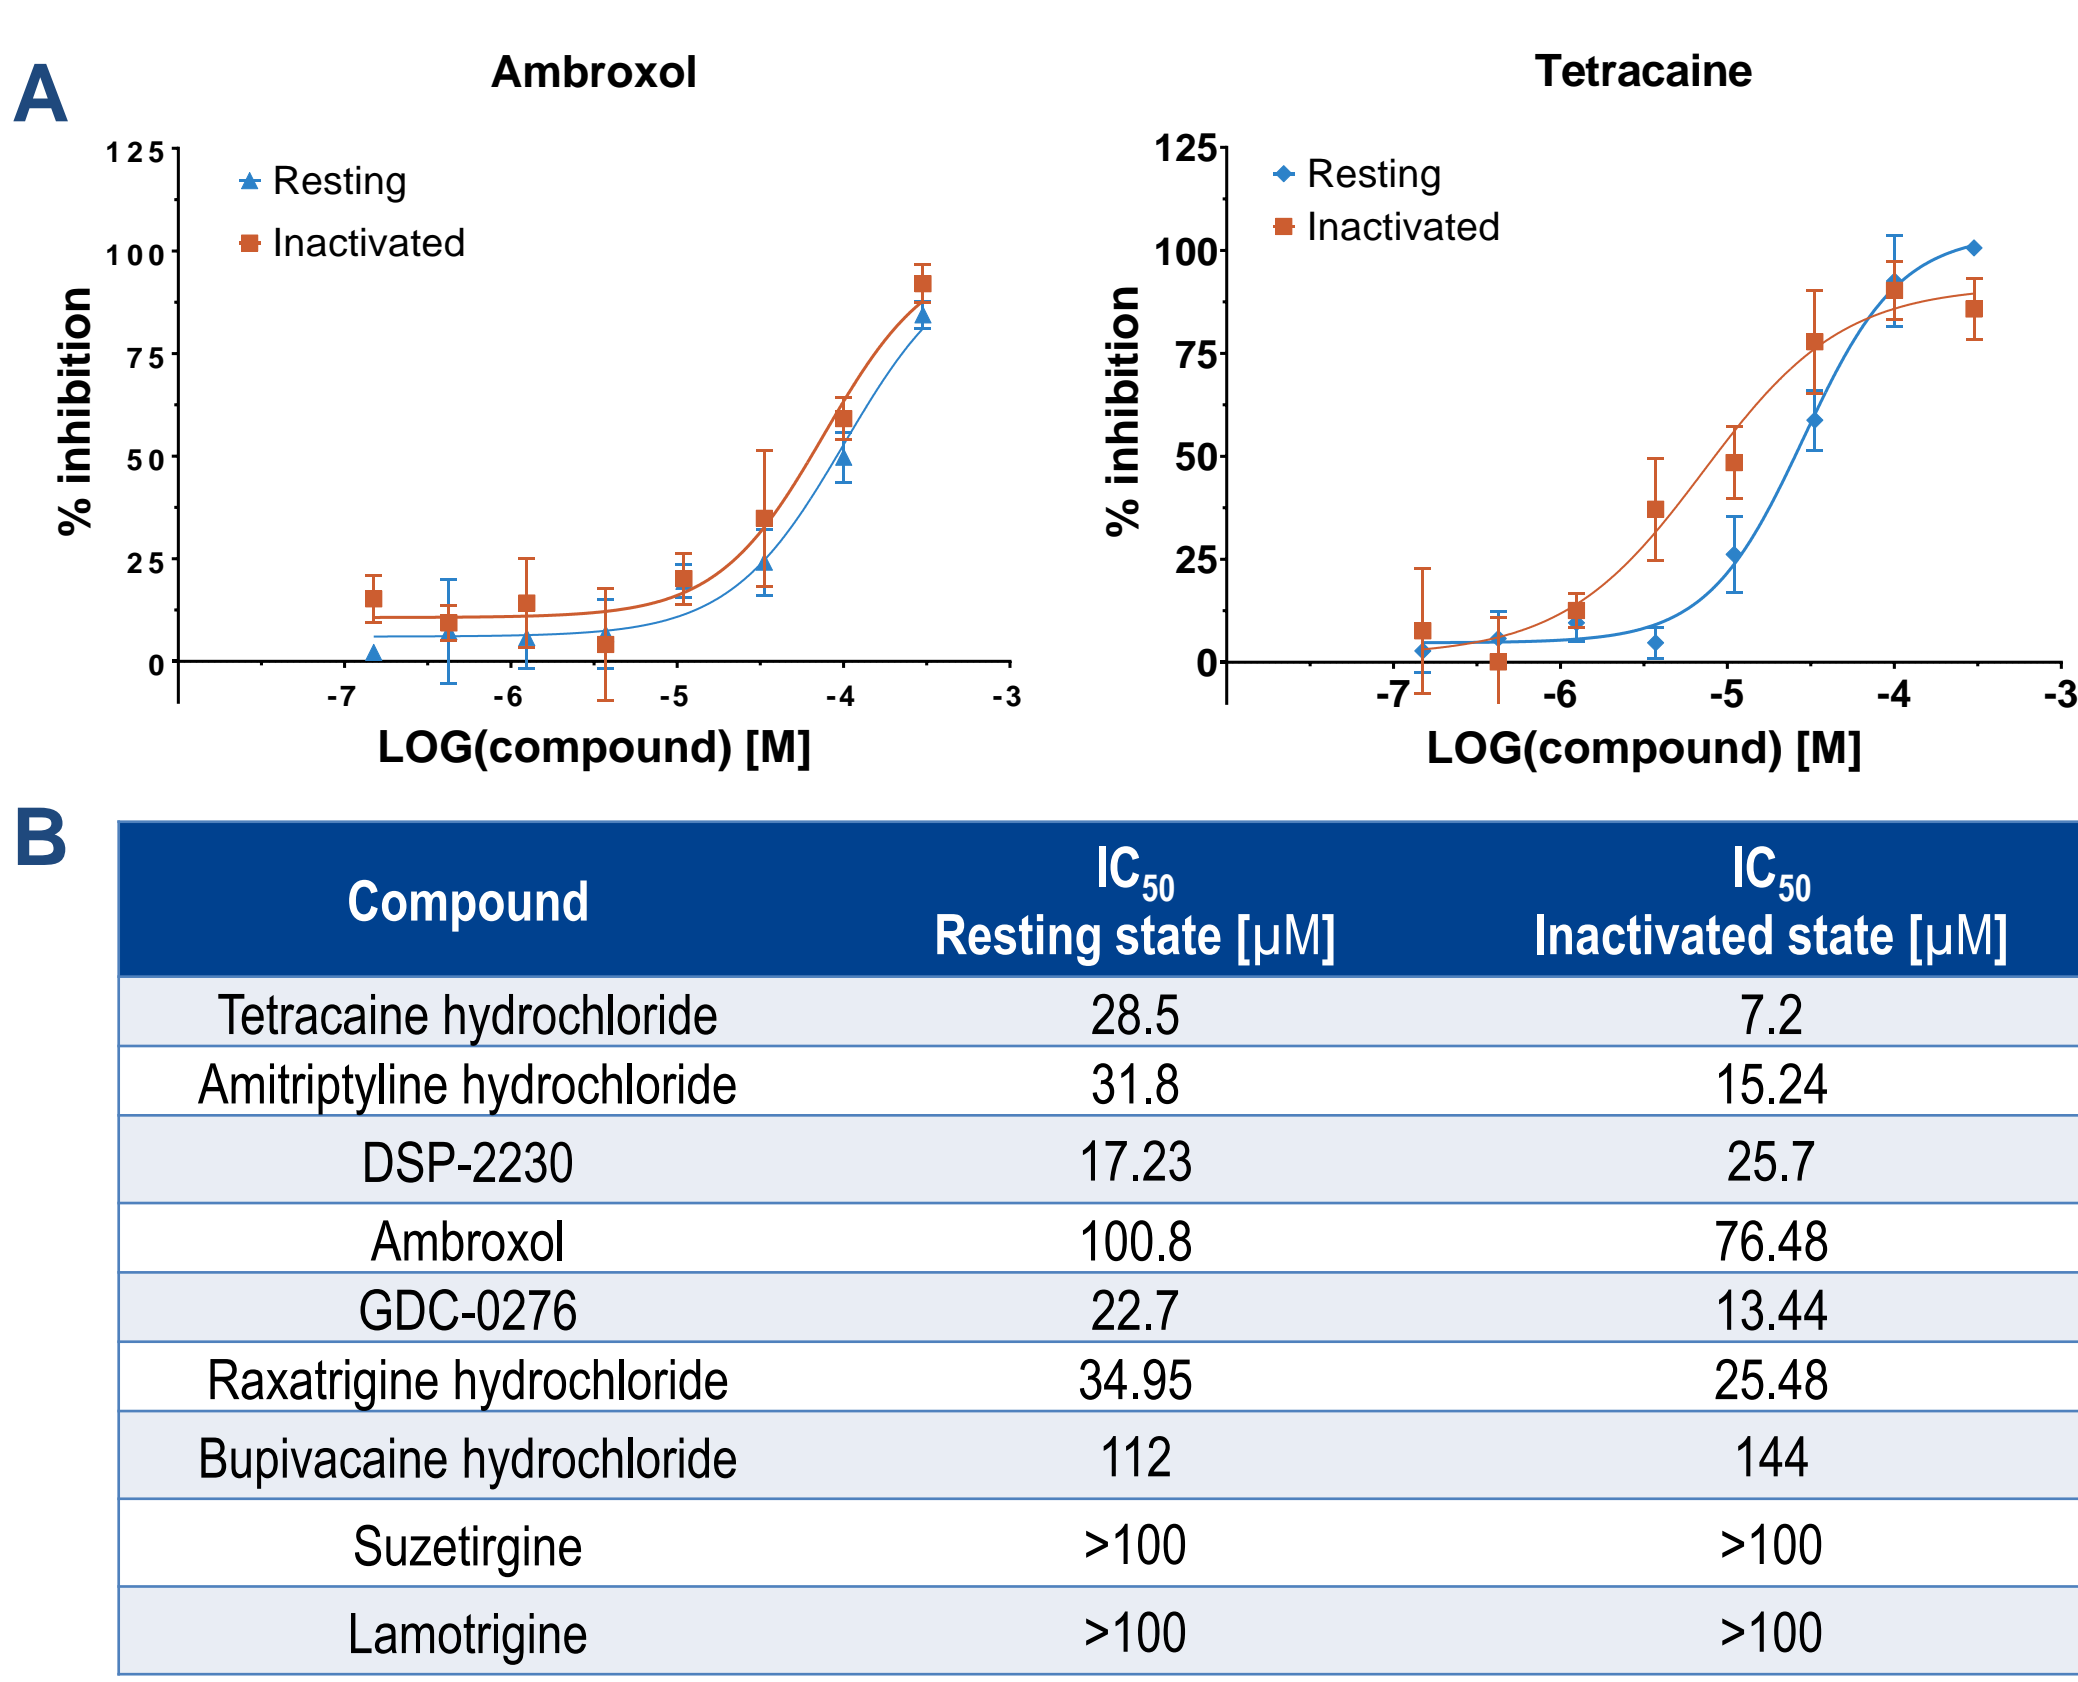 A
Ambroxol
125
100
75
50
25
0
% inhibition
Resting
Inactivated
-7
-6
-5
-4
-3
LOG(compound) [M]
Tetracaine
125
100
75
50
25
0
% inhibition
Resting
Inactivated
-7
-6
-5
-4
-3
LOG(compound) [M]
B
Compound
IC50
Resting state [µM]
IC50
Inactivated state [µM]
Tetracaine hydrochloride 28.5 7.2
Amitriptyline hydrochloride 31.8 15.24
DSP-2230 17.23 25.7
Ambroxol 100.8 76.48
GDC-0276 22.7 13.44
Raxatrigine hydrochloride 34.95 25.48
Bupivacaine hydrochloride 112 144
Suzetirgine >100 >100
Lamotrigine >100 >100